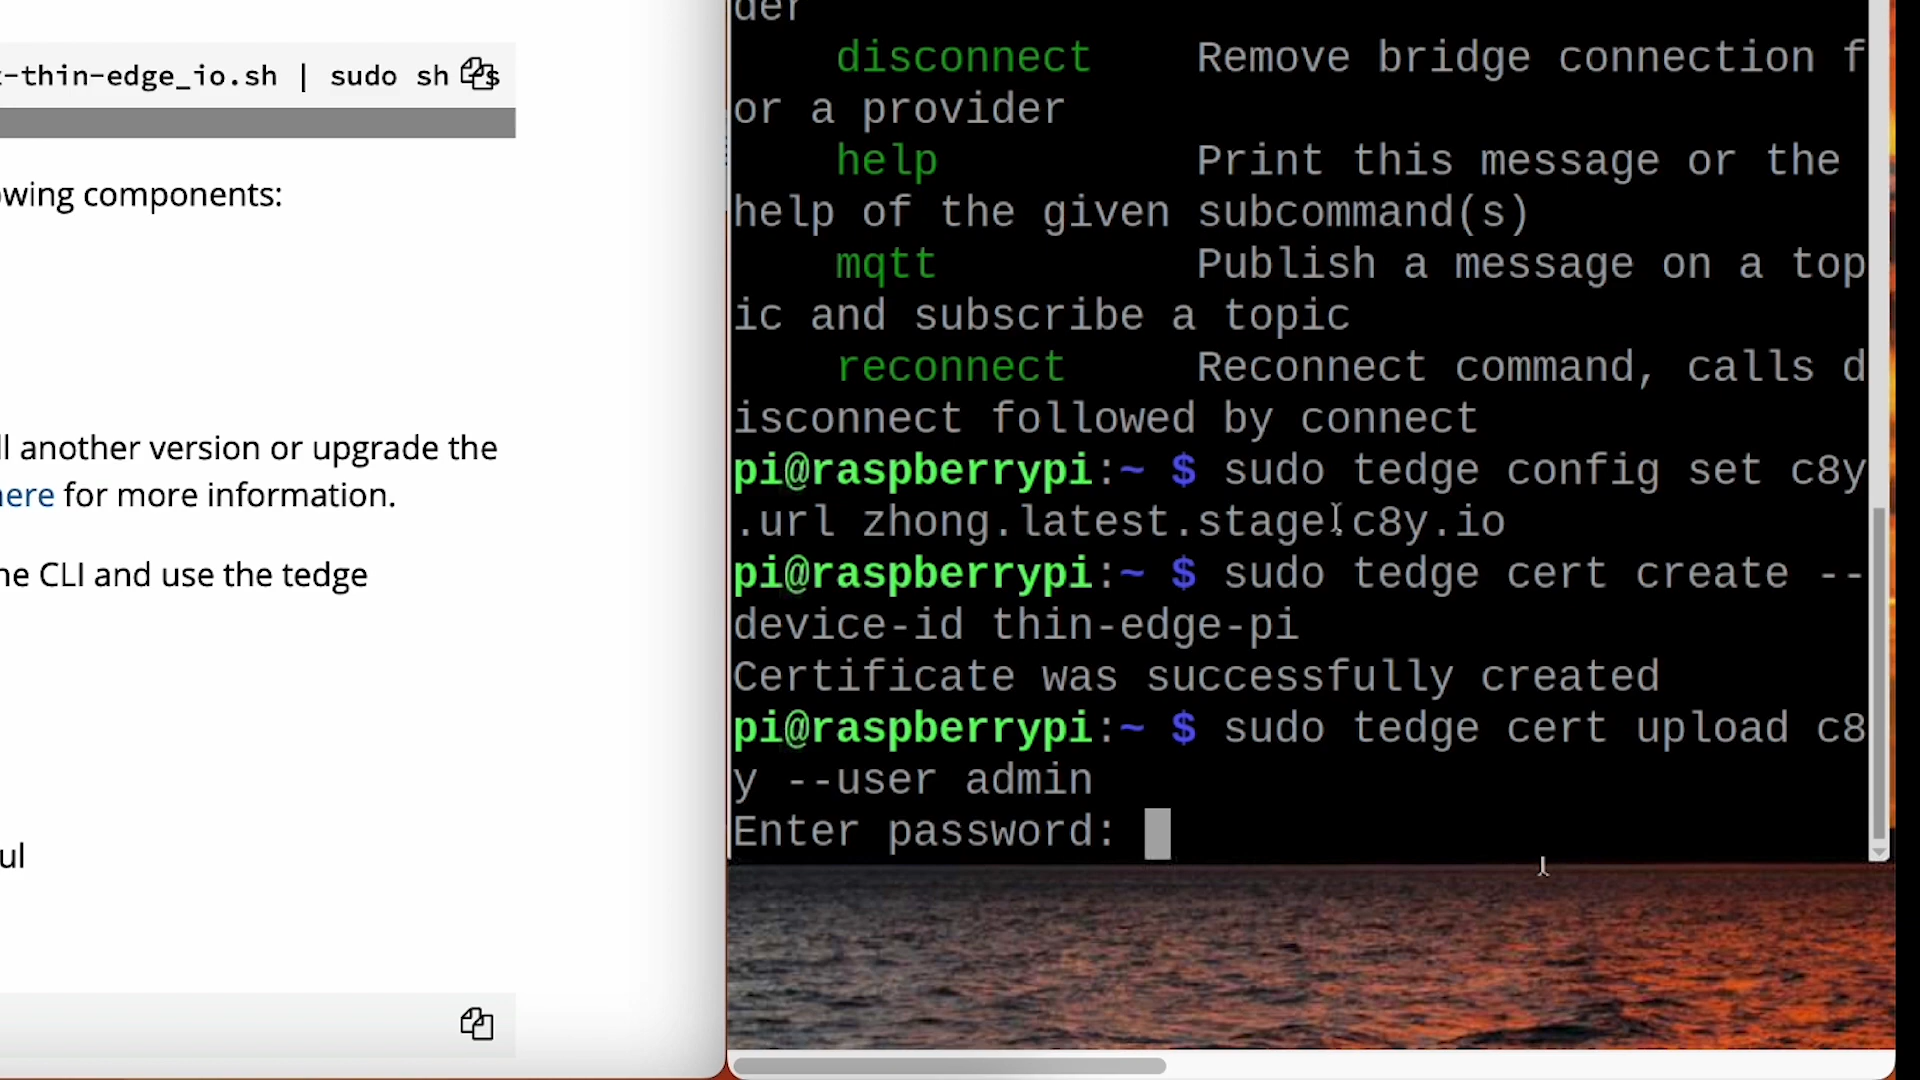 -thin-edge_io.sh | sudo sh s
owing components:
ll another version or upgrade the
here for more information.
ne CLI and use the tedge
ul
der
disconnect Remove bridge connection f
or a provider
help Print this message or the
help of the given subcommand(s)
mqtt Publish a message on a top
ic and subscribe a topic
reconnect Reconnect command, calls d
isconnect followed by connect
pi@raspberrypi:~ $ sudo tedge config set c8y
.url zhong.latest.stage.c8y.io
pi@raspberrypi:~ $ sudo tedge cert create --
device-id thin-edge-pi
Certificate was successfully created
pi@raspberrypi:~ $ sudo tedge cert upload c8
y --user admin
Enter password: